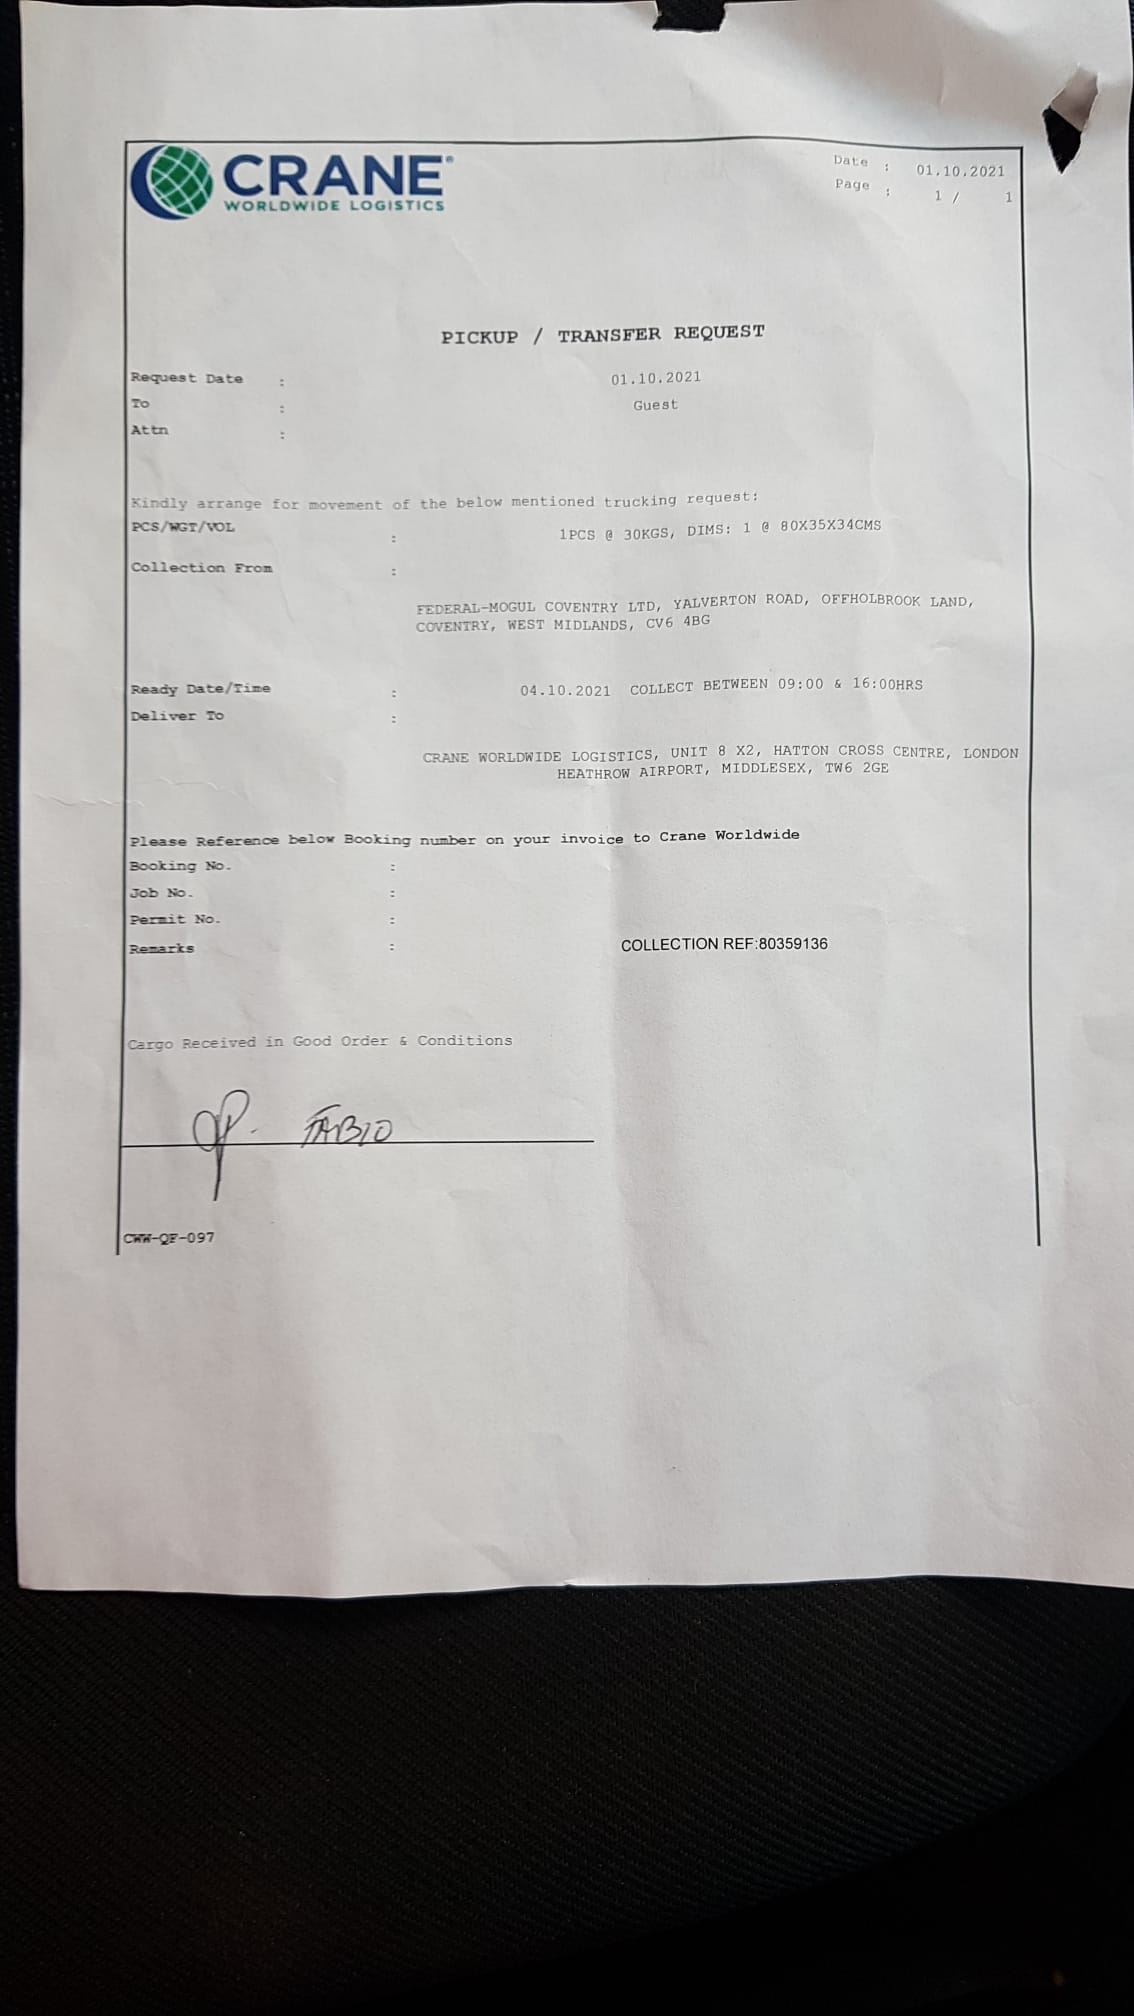 CRANE®
WORLDWIDE LOGISTICS
Date : 01.10.2021
Page : 1 / 1
PICKUP / TRANSFER REQUEST
Request Date : 01.10.2021
To : Guest
Attn :
Kindly arrange for movement of the below mentioned trucking request:
PCS/WGT/VOL : 1PCS @ 30KGS, DIMS: 1 @ 80X35X34CMS
Collection From :
FEDERAL-MOGUL COVENTRY LTD, YALVERTON ROAD, OFFHOLBROOK LAND,
COVENTRY, WEST MIDLANDS, CV6 4BG
Ready Date/Time : 04.10.2021 COLLECT BETWEEN 09:00 & 16:00HRS
Deliver To :
CRANE WORLDWIDE LOGISTICS, UNIT 8 X2, HATTON CROSS CENTRE, LONDON
HEATHROW AIRPORT, MIDDLESEX, TW6 2GE
Please Reference below Booking number on your invoice to Crane Worldwide
Booking No. :
Job No. :
Permit No. :
Remarks : COLLECTION REF:80359136
Cargo Received in Good Order & Conditions
FABIO
CWW-QF-097